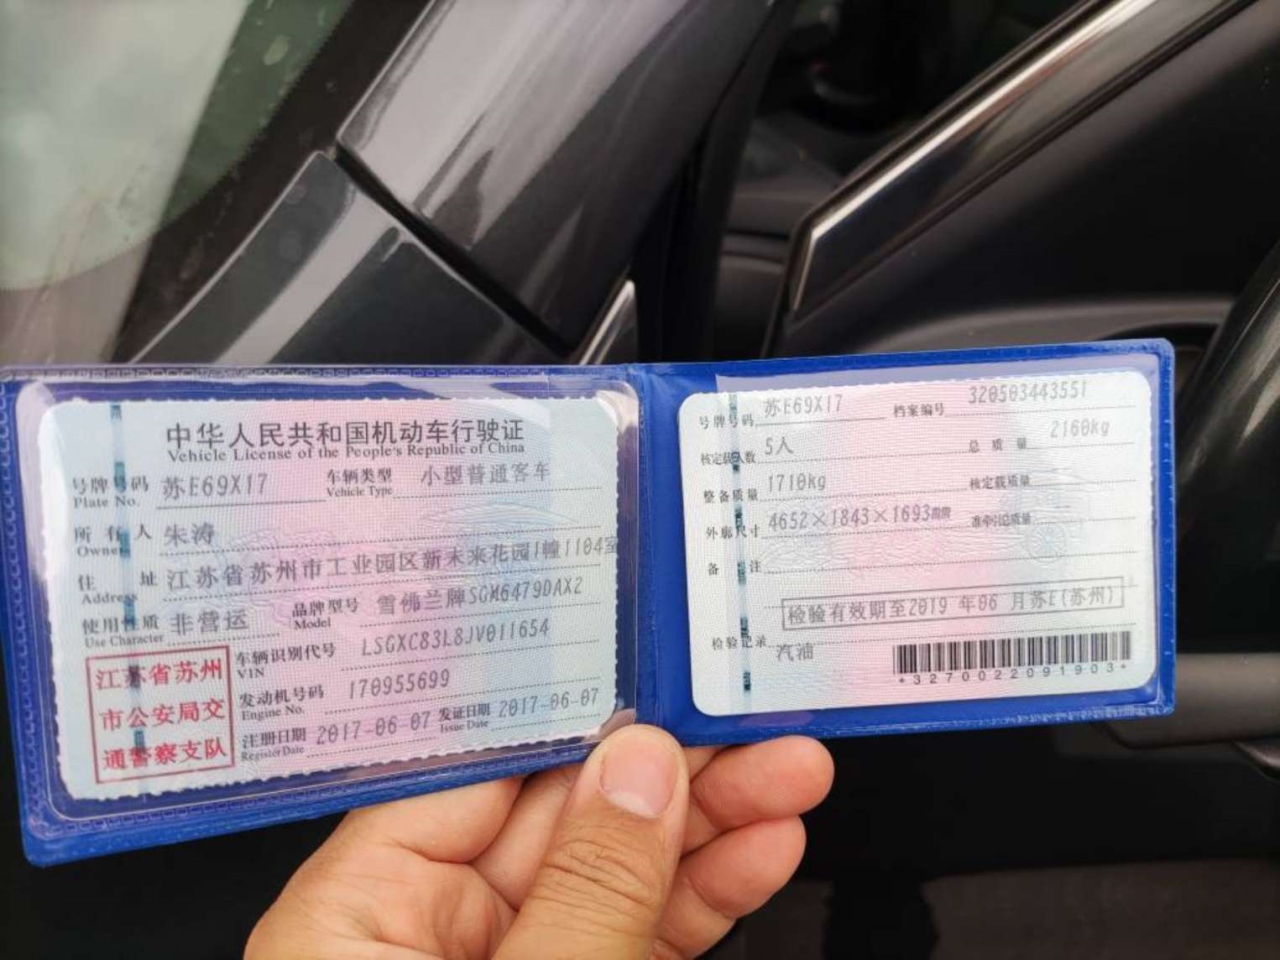 中华人民共和国机动车行驶证
Vehicle License of the People's Republic of China
号牌号码 苏E69X17 车辆类型 小型普通客车
Plate No. Vehicle Type
所有人 朱涛
Owner
住址 江苏省苏州市工业园区新未来花园1幢1104室
Address
使用性质 非营运 品牌型号 雪佛兰牌SGM6479DAX2
Use Character Model
车辆识别代号 LSGXC83L8JV011654
VIN
发动机号码 170955699
Engine No.
注册日期 2017-06-07 发证日期 2017-06-07
Register Date Issue Date
江苏省苏州
市公安局交
通警察支队
号牌号码 苏E69X17 档案编号 320503443551
核定载人数 5人 总质量 2160kg
整备质量 1710kg 核定载质量
外廓尺寸 4652×1843×1693 准牵引总质量
备注
检验有效期至2019年06月苏E(苏州)
检验记录
汽油
*3270022091903*